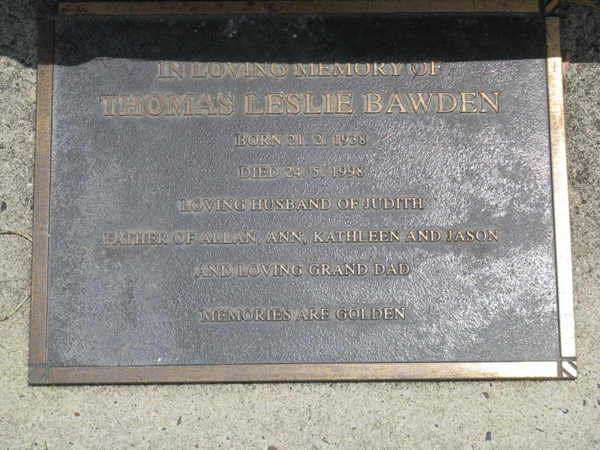 IN LOVING MEMORY OF
THOMAS LESLIE BAWDEN
BORN 21. 2. 1938
DIED 24. 5. 1998
LOVING HUSBAND OF JUDITH
FATHER OF ALLAN, ANN, KATHLEEN AND JASON
AND LOVING GRAND DAD
MEMORIES ARE GOLDEN